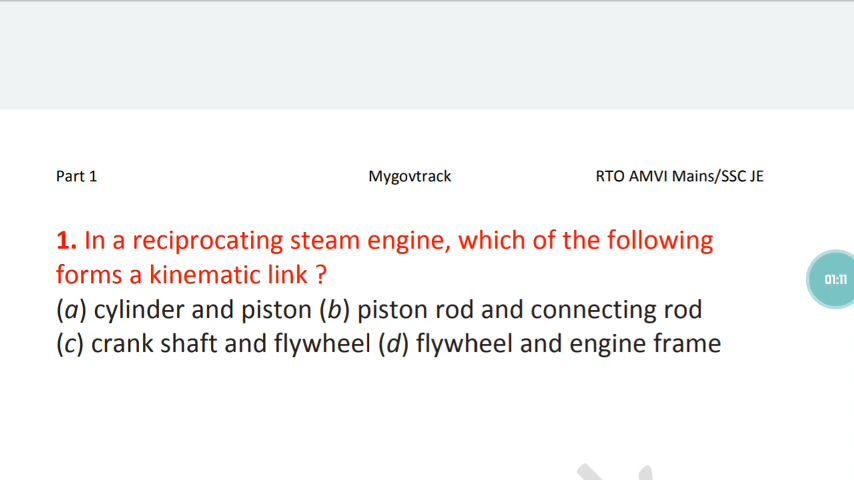 Part 1 Mygovtrack RTO AMVI Mains/SSC JE
1. In a reciprocating steam engine, which of the following
forms a kinematic link ?
(a) cylinder and piston (b) piston rod and connecting rod
(c) crank shaft and flywheel (d) flywheel and engine frame
01:11